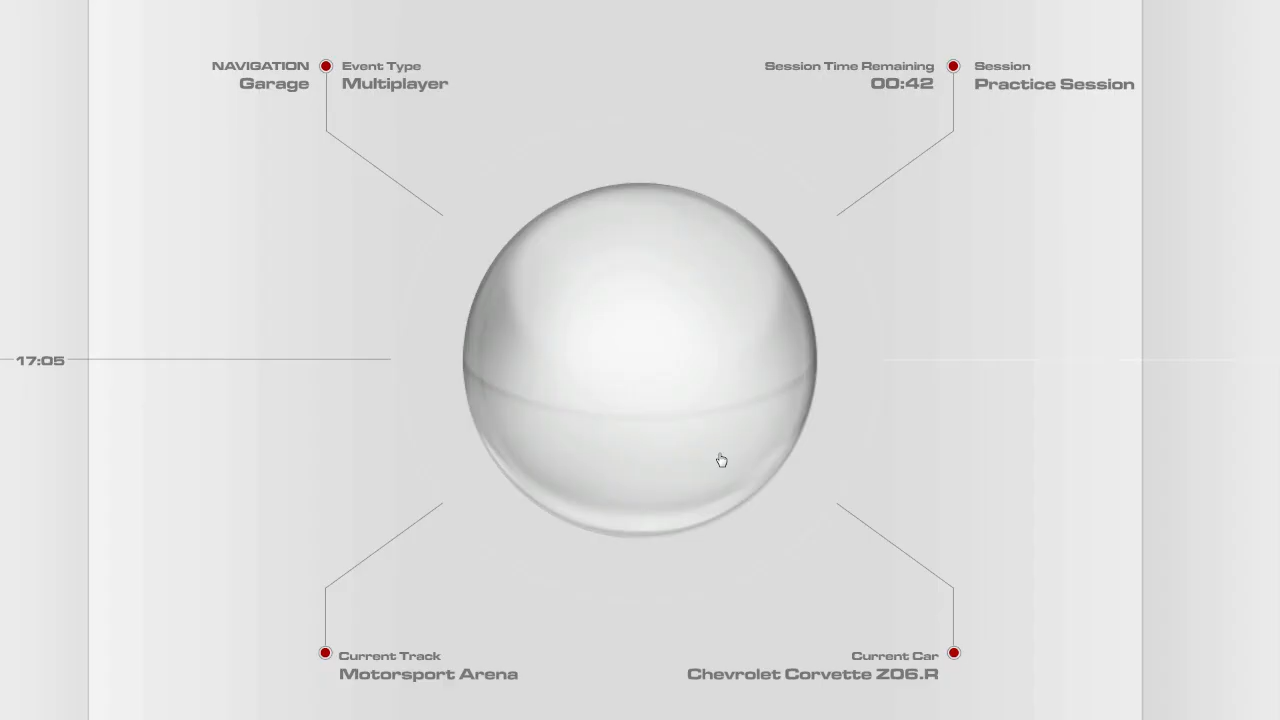 NAVIGATION
Garage
Event Type
Multiplayer
Session Time Remaining
00:42
Session
Practice Session
17:05
Current Track
Motorsport Arena
Current Car
Chevrolet Corvette Z06.R